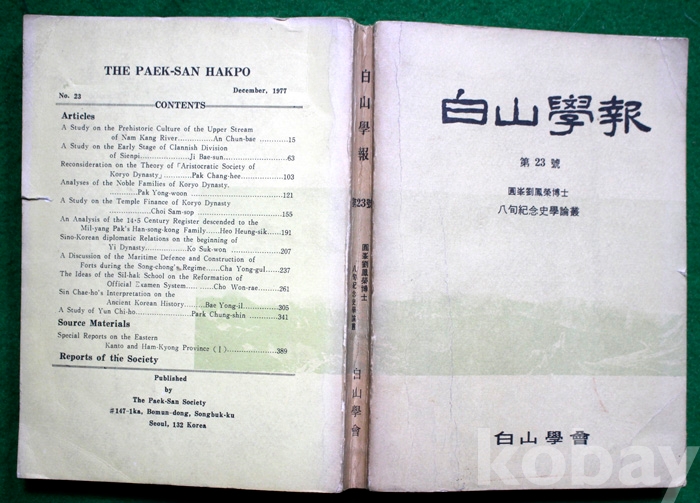 THE PAEK-SAN HAKPO
No. 23 December, 1977
CONTENTS
Articles
A Study on the Prehistoric Culture of the Upper Stream
of Nam Kang River...............An Chun-bae ............15
A Study on the Early Stage of Clannish Division
of Sienpi.....................Ji Bae-sun.....................63
Reconsideration on the Theory of「Aristocratic Society of
Koryo Dynasty」............Pak Chang-hee............103
Analyses of the Noble Families of Koryo Dynasty.
..................Pak Yong-woon ..................121
A Study on the Temple Finance of Koryo Dynasty
..................Choi Sam-sop ..................155
An Analysis of the 14·5 Century Register descended to the
Mil-yang Pak's Han-song-kong Family......Heo Heung-sik......191
Sino-Korean diplomatic Relations on the beginning of
Yi Dynasty...............Ko Suk-won ...............207
A Discussion of the Maritime Defence and Construction of
Forts during the Song-chong's Regime......Cha Yong-gul......237
The Ideas of the Sil-hak School on the Reformation of
Official Examen System.........Cho Won-rae.........261
Sin Chae-ho's Interpretation on the
Ancient Korean History.........Bae Yong-il............305
A Study of Yun Chi-ho...............Park Chung-shin ............341
Source Materials
Special Reports on the Eastern
Kanto and Ham-Kyong Province (Ⅰ)..................389
Reports of the Society
Published
by
The Paek-San Society
#147-1ka, Bomun-dong, Songbuk-ku
Seoul, 132 Korea
白山學報
第23號
圓峯劉鳳榮博士
八旬紀念史學論叢
白山學會
白山學報
第23號
圓峯劉鳳榮博士
八旬紀念史學論叢
白山學會
kobay